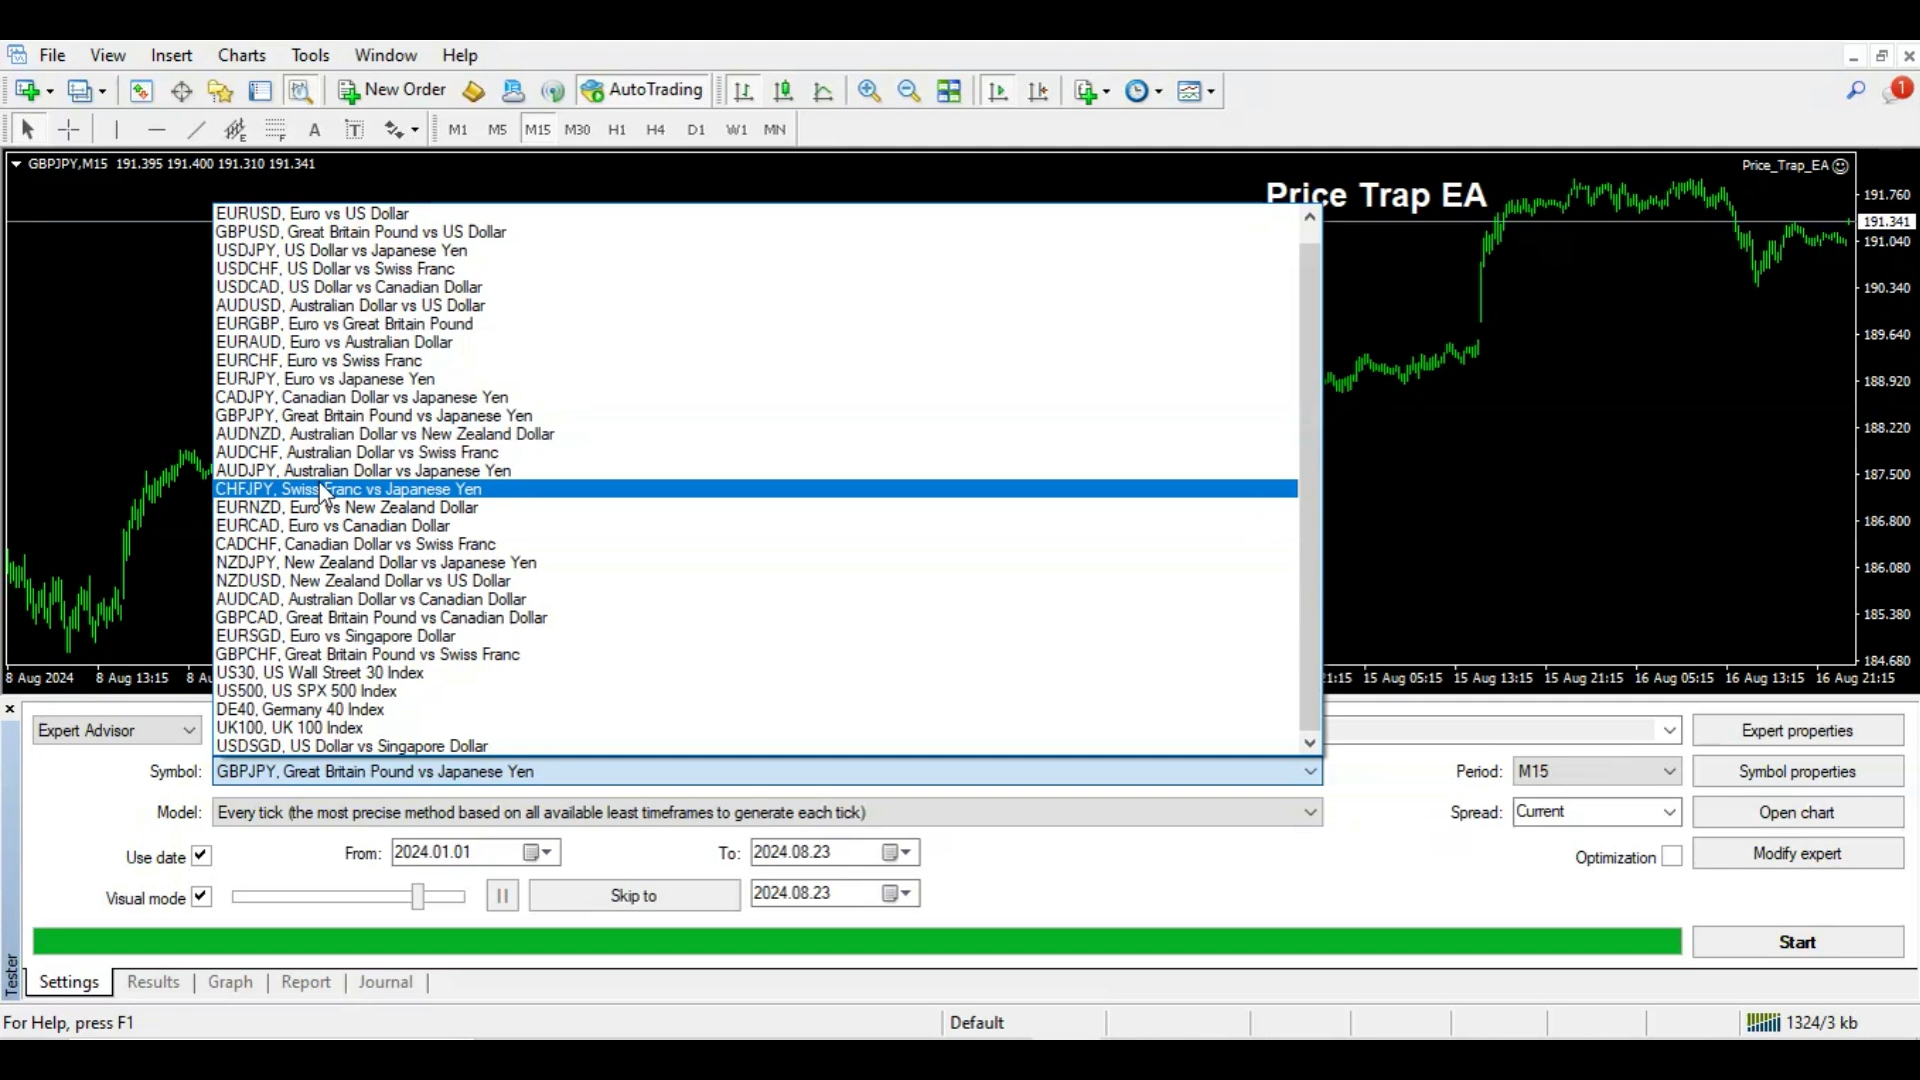 File View Insert Charts Tools Window Help
New Order AutoTrading 1
E F A T M1 M5 M15 M30 H1 H4 D1 W1 MN
GBPJPY,M15 191.395 191.400 191.310 191.341
Price_Trap_EA
Price Trap EA
191.760
191.341
191.040
190.340
189.640
188.920
188.220
187.500
186.800
186.080
185.380
184.680
EURUSD, Euro vs US Dollar
GBPUSD, Great Britain Pound vs US Dollar
USDJPY, US Dollar vs Japanese Yen
USDCHF, US Dollar vs Swiss Franc
USDCAD, US Dollar vs Canadian Dollar
AUDUSD, Australian Dollar vs US Dollar
EURGBP, Euro vs Great Britain Pound
EURAUD, Euro vs Australian Dollar
EURCHF, Euro vs Swiss Franc
EURJPY, Euro vs Japanese Yen
CADJPY, Canadian Dollar vs Japanese Yen
GBPJPY, Great Britain Pound vs Japanese Yen
AUDNZD, Australian Dollar vs New Zealand Dollar
AUDCHF, Australian Dollar vs Swiss Franc
AUDJPY, Australian Dollar vs Japanese Yen
CHFJPY, Swiss Franc vs Japanese Yen
EURNZD, Euro vs New Zealand Dollar
EURCAD, Euro vs Canadian Dollar
CADCHF, Canadian Dollar vs Swiss Franc
NZDJPY, New Zealand Dollar vs Japanese Yen
NZDUSD, New Zealand Dollar vs US Dollar
AUDCAD, Australian Dollar vs Canadian Dollar
GBPCAD, Great Britain Pound vs Canadian Dollar
EURSGD, Euro vs Singapore Dollar
GBPCHF, Great Britain Pound vs Swiss Franc
US30, US Wall Street 30 Index
US500, US SPX 500 Index
DE40, Germany 40 Index
UK100, UK 100 Index
USDSGD, US Dollar vs Singapore Dollar
8 Aug 2024 8 Aug 13:15 8 Au 1:15 15 Aug 05:15 15 Aug 13:15 15 Aug 21:15 16 Aug 05:15 16 Aug 13:15 16 Aug 21:15
Expert Advisor Expert properties
Symbol: GBPJPY, Great Britain Pound vs Japanese Yen Period: M15 Symbol properties
Model: Every tick (the most precise method based on all available least timeframes to generate each tick) Spread: Current Open chart
Use date From: 2024.01.01 To: 2024.08.23 Optimization Modify expert
Visual mode Skip to 2024.08.23
Start
Tester
Settings Results Graph Report Journal
For Help, press F1 Default 1324/3 kb